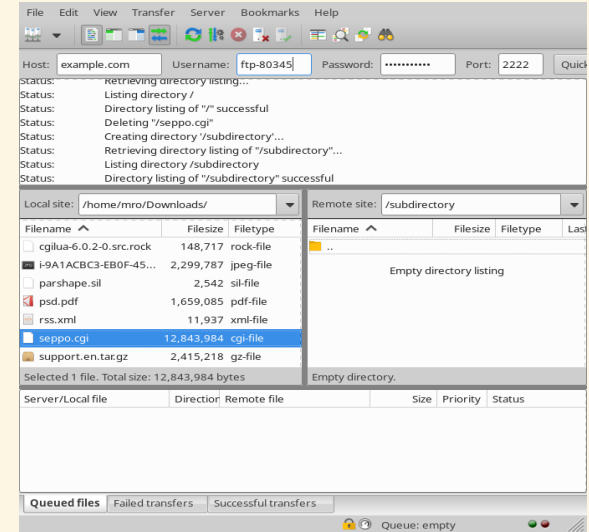 File Edit View Transfer Server Bookmarks Help
Host: example.com Username: ftp-80345 Password: ••••••••••• Port: 2222 Quick
Status: Retrieving directory listing...
Status: Listing directory /
Status: Directory listing of "/" successful
Status: Deleting "/seppo.cgi"
Status: Creating directory '/subdirectory'...
Status: Retrieving directory listing of "/subdirectory"...
Status: Listing directory /subdirectory
Status: Directory listing of "/subdirectory" successful
Local site: /home/mro/Downloads/ Remote site: /subdirectory
Filename Filesize Filetype Filename Filesize Filetype Last
cgilua-6.0.2-0.src.rock 148,717 rock-file ..
i-9A1ACBC3-EB0F-45... 2,299,787 jpeg-file Empty directory listing
parshape.sil 2,542 sil-file
psd.pdf 1,659,085 pdf-file
rss.xml 11,937 xml-file
seppo.cgi 12,843,984 cgi-file
support.en.tar.gz 2,415,218 gz-file
Selected 1 file. Total size: 12,843,984 bytes Empty directory.
Server/Local file Direction Remote file Size Priority Status
Queued files Failed transfers Successful transfers
Queue: empty